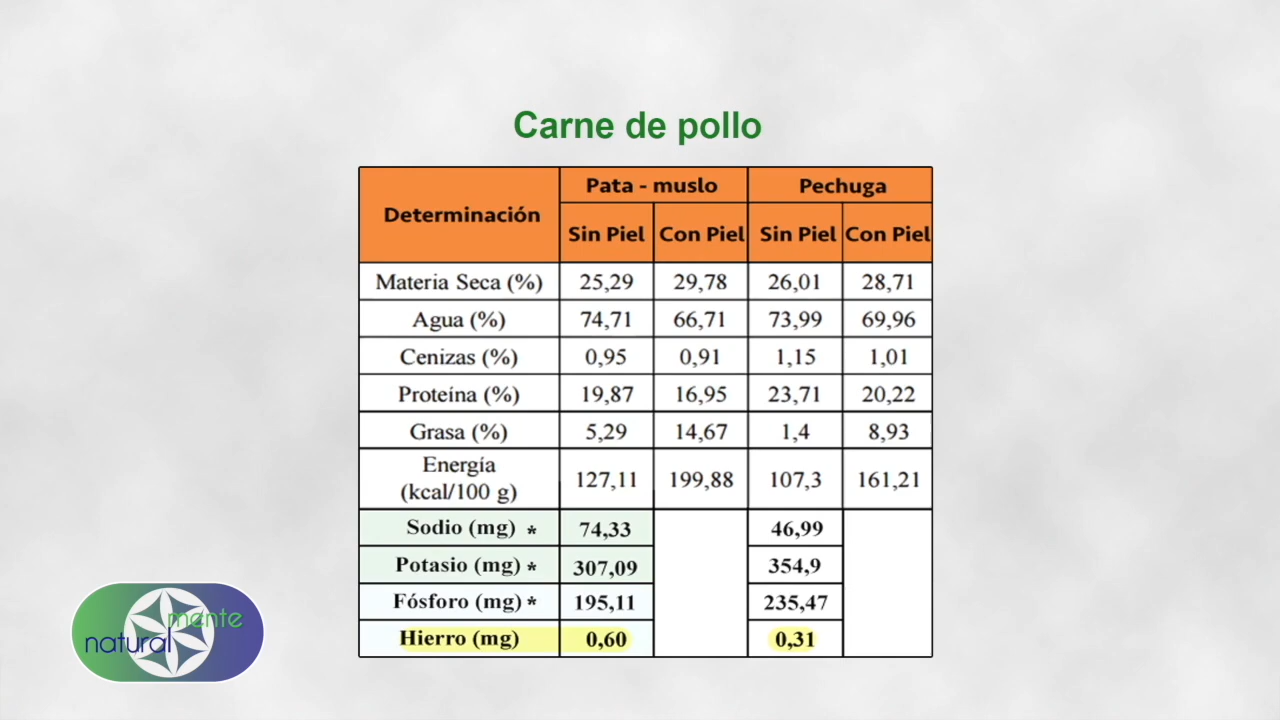 Carne de pollo
Determinación
Pata - muslo
Pechuga
Sin Piel
Con Piel
Sin Piel
Con Piel
Materia Seca (%) 25,29 29,78 26,01 28,71
Agua (%) 74,71 66,71 73,99 69,96
Cenizas (%) 0,95 0,91 1,15 1,01
Proteína (%) 19,87 16,95 23,71 20,22
Grasa (%) 5,29 14,67 1,4 8,93
Energía
(kcal/100 g) 127,11 199,88 107,3 161,21
Sodio (mg) * 74,33 46,99
Potasio (mg) * 307,09 354,9
Fósforo (mg) * 195,11 235,47
Hierro (mg) 0,60 0,31
natural
mente